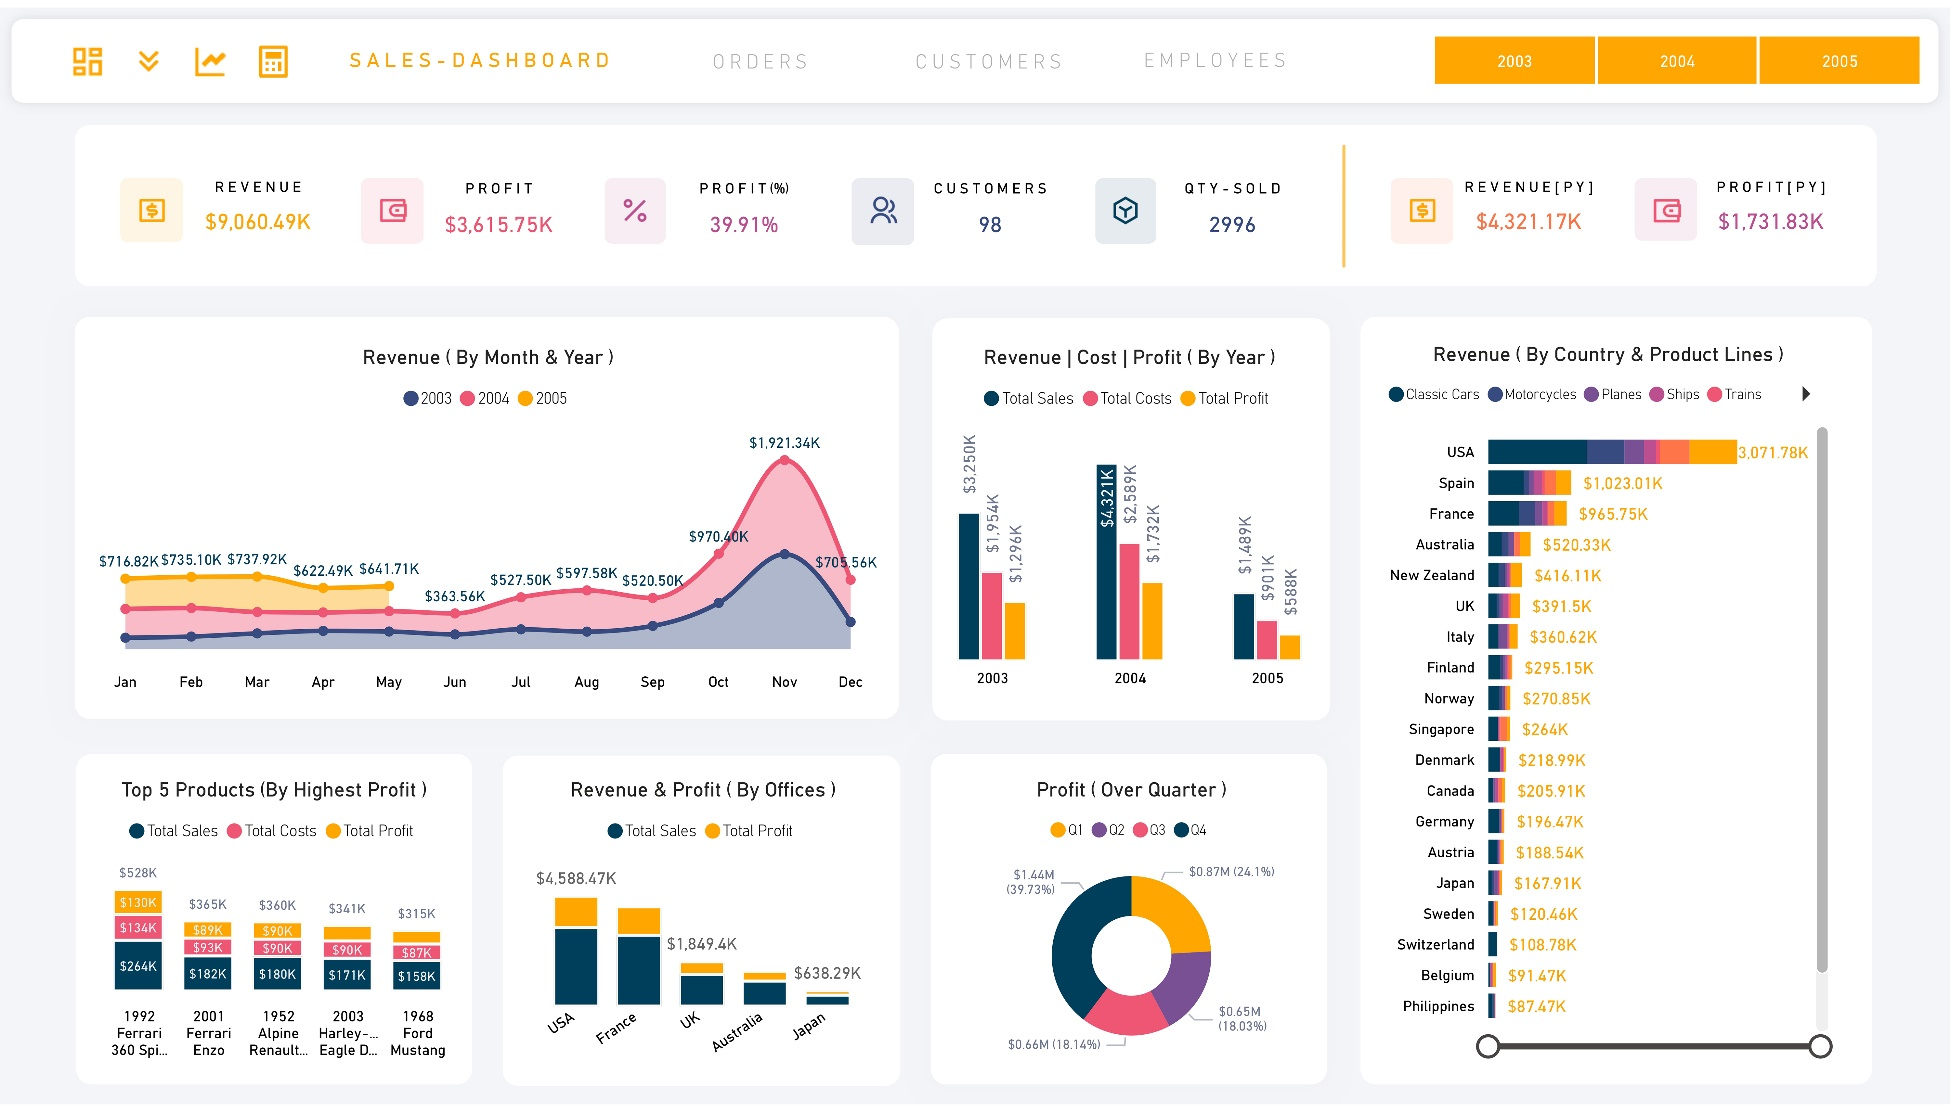 SALES-DASHBOARD
ORDERS
CUSTOMERS
EMPLOYEES
2003
2004
2005
REVENUE
$9,060.49K
PROFIT
$3,615.75K
PROFIT(%)
39.91%
CUSTOMERS
98
QTY-SOLD
2996
REVENUE[PY]
$4,321.17K
PROFIT[PY]
$1,731.83K
Revenue ( By Month & Year )
2003 2004 2005
$1,921.34K
$970.40K
$716.82K $735.10K $737.92K $622.49K $641.71K $363.56K $527.50K $597.58K $520.50K $705.56K
Jan Feb Mar Apr May Jun Jul Aug Sep Oct Nov Dec
Revenue | Cost | Profit ( By Year )
Total Sales Total Costs Total Profit
$3,250K $1,954K $1,296K
$4,321K $2,589K $1,732K
$1,489K $901K $588K
2003 2004 2005
Revenue ( By Country & Product Lines )
Classic Cars Motorcycles Planes Ships Trains
USA 3,071.78K
Spain $1,023.01K
France $965.75K
Australia $520.33K
New Zealand $416.11K
UK $391.5K
Italy $360.62K
Finland $295.15K
Norway $270.85K
Singapore $264K
Denmark $218.99K
Canada $205.91K
Germany $196.47K
Austria $188.54K
Japan $167.91K
Sweden $120.46K
Switzerland $108.78K
Belgium $91.47K
Philippines $87.47K
Top 5 Products (By Highest Profit )
Total Sales Total Costs Total Profit
$528K $365K $360K $341K $315K
$130K $89K $90K
$134K $93K $90K $90K $87K
$264K $182K $180K $171K $158K
1992 2001 1952 2003 1968
Ferrari Ferrari Alpine Harley-... Ford
360 Spi... Enzo Renault... Eagle D... Mustang
Revenue & Profit ( By Offices )
Total Sales Total Profit
$4,588.47K
$1,849.4K
$638.29K
USA France UK Australia Japan
Profit ( Over Quarter )
Q1 Q2 Q3 Q4
$1.44M
(39.73%)
$0.87M (24.1%)
$0.65M
(18.03%)
$0.66M (18.14%)